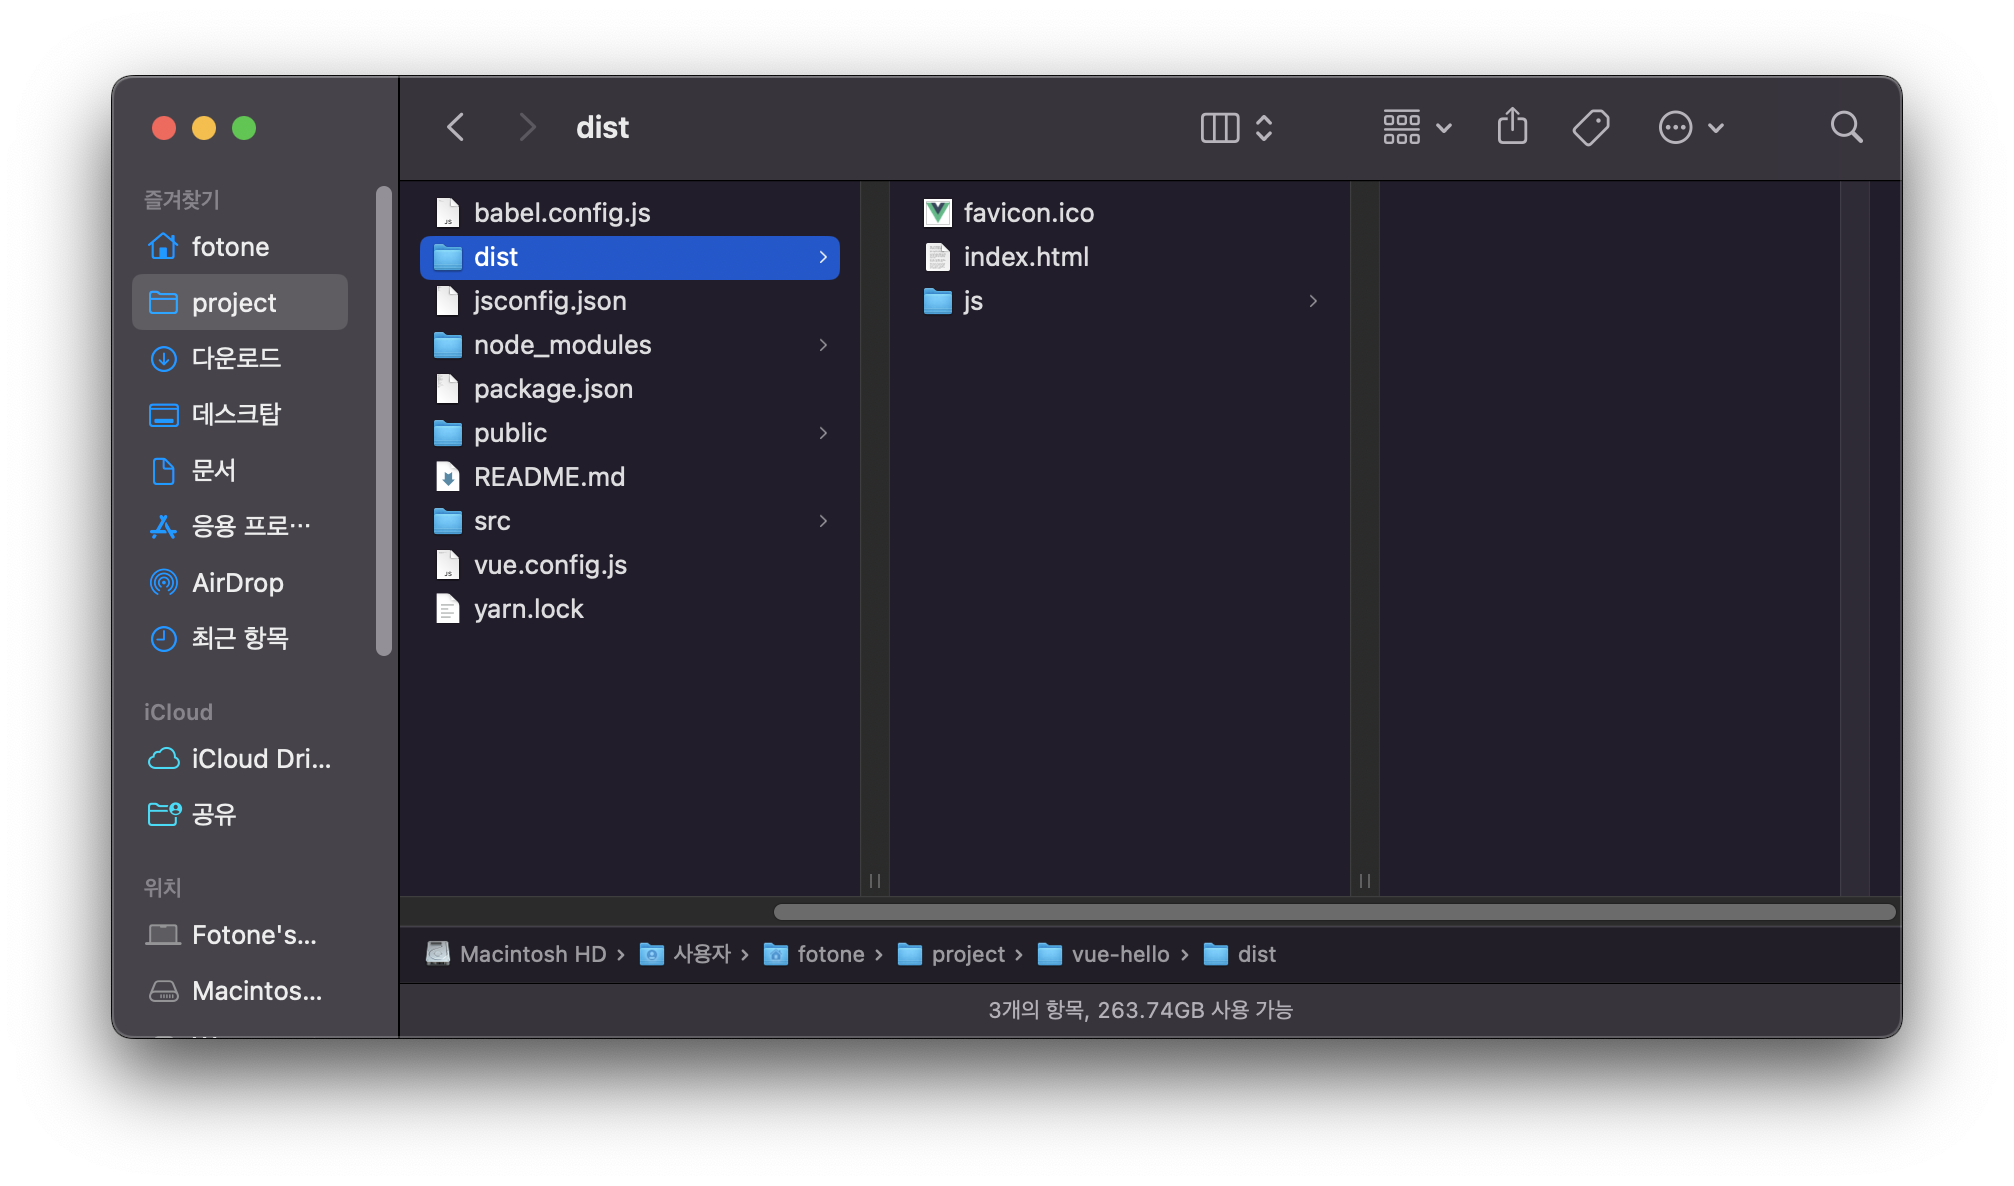 dist
즐겨찾기
fotone
project
다운로드
데스크탑
문서
응용 프로…
AirDrop
최근 항목
iCloud
iCloud Dri...
공유
위치
Fotone's...
Macintos...
babel.config.js
dist
jsconfig.json
node_modules
package.json
public
README.md
src
vue.config.js
yarn.lock
favicon.ico
index.html
js
Macintosh HD › 사용자 › fotone › project › vue-hello › dist
3개의 항목, 263.74GB 사용 가능